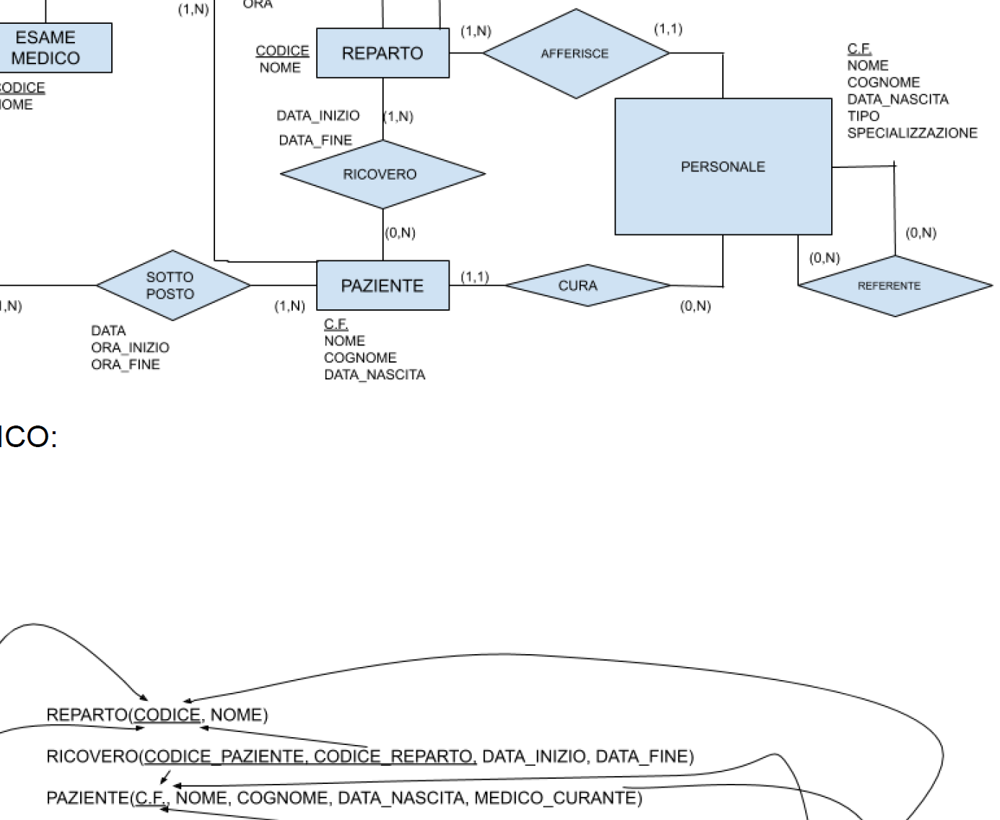 (1,N)
ORA
ESAME
MEDICO
CODICE
NOME
CODICE
NOME
REPARTO
(1,N)
AFFERISCE
(1,1)
C.F.
NOME
COGNOME
DATA_NASCITA
TIPO
SPECIALIZZAZIONE
DATA_INIZIO
(1,N)
DATA_FINE
RICOVERO
PERSONALE
(0,N)
(0,N)
(0,N)
SOTTO
POSTO
PAZIENTE
(1,1)
CURA
REFERENTE
,N)
(1,N)
(0,N)
DATA
ORA_INIZIO
ORA_FINE
C.F.
NOME
COGNOME
DATA_NASCITA
ICO:
REPARTO(CODICE, NOME)
RICOVERO(CODICE_PAZIENTE, CODICE_REPARTO, DATA_INIZIO, DATA_FINE)
PAZIENTE(C.F., NOME, COGNOME, DATA_NASCITA, MEDICO_CURANTE)